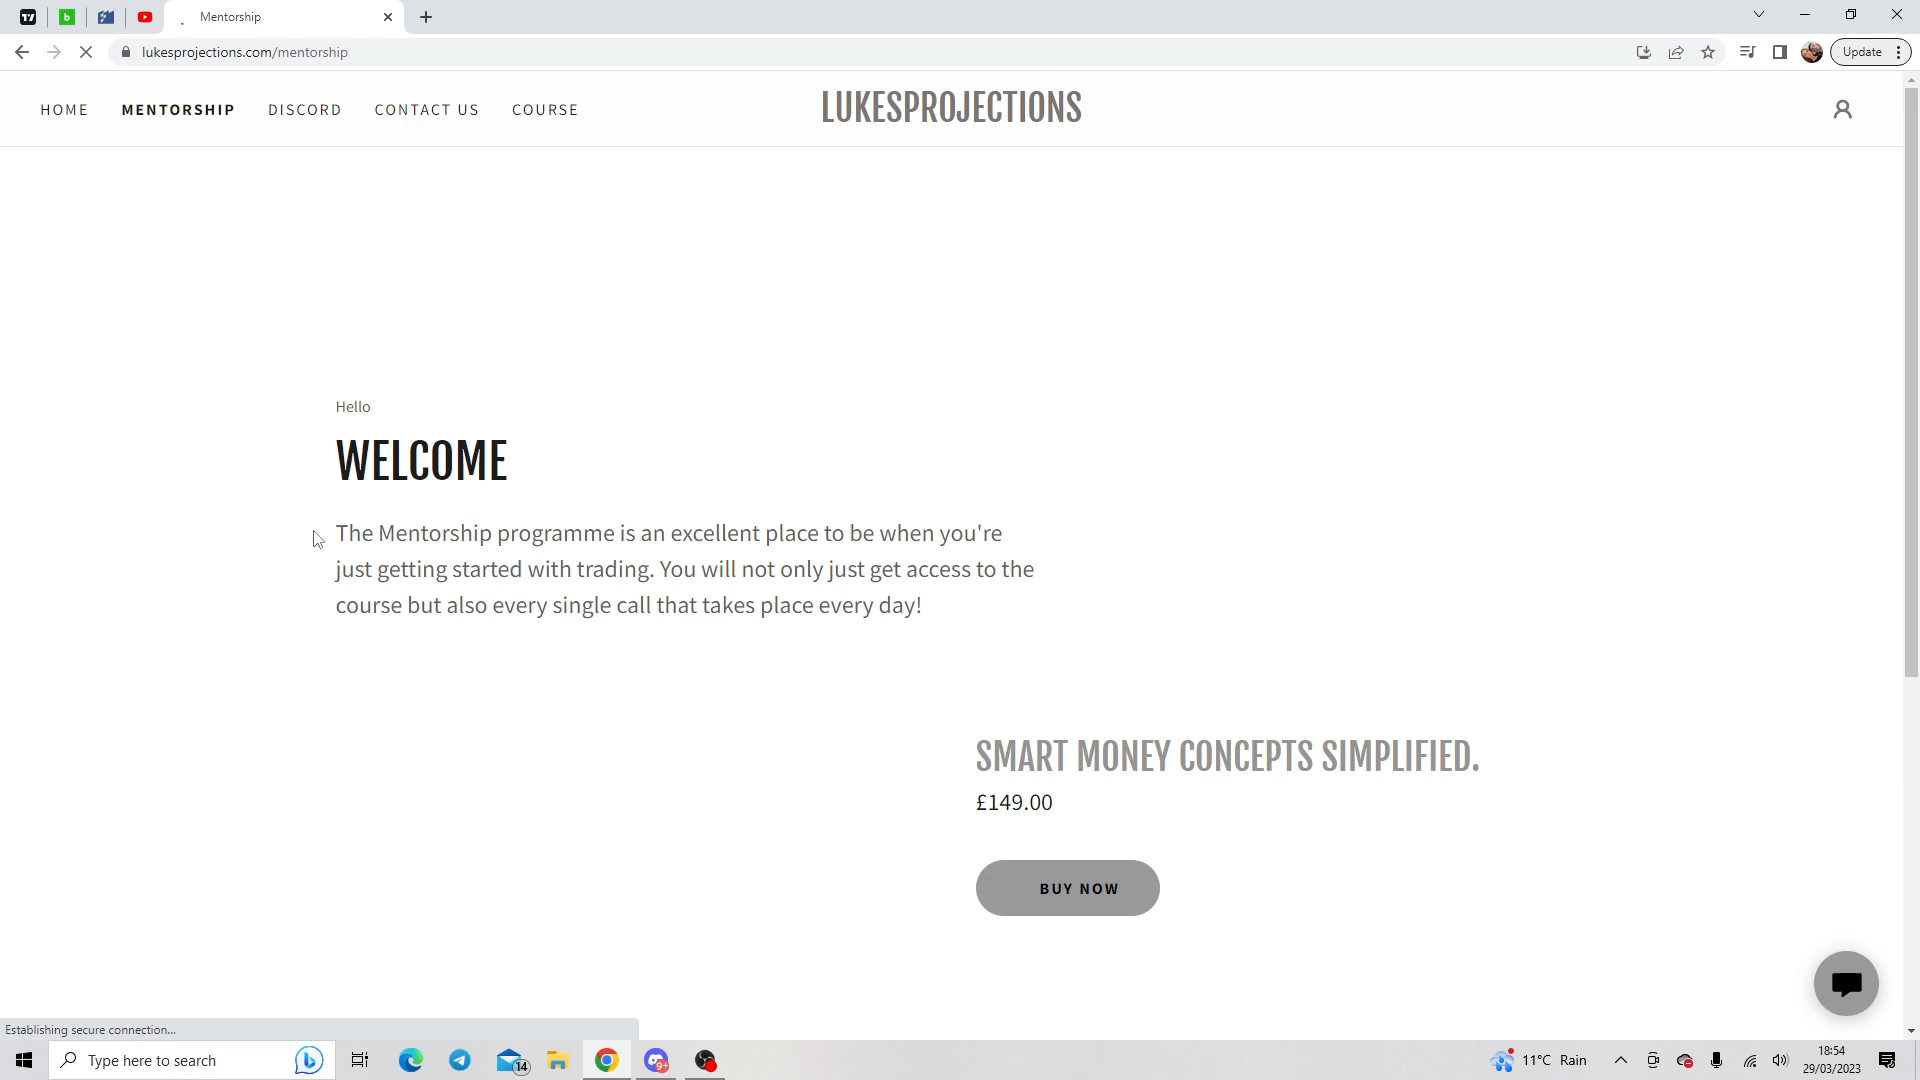 Mentorship
lukesprojections.com/mentorship
Update
HOME
MENTORSHIP
DISCORD
CONTACT US
COURSE
LUKESPROJECTIONS
Hello
WELCOME
The Mentorship programme is an excellent place to be when you're
just getting started with trading. You will not only just get access to the
course but also every single call that takes place every day!
SMART MONEY CONCEPTS SIMPLIFIED.
£149.00
BUY NOW
Establishing secure connection...
Type here to search
14
9+
11°C Rain
18:54
29/03/2023